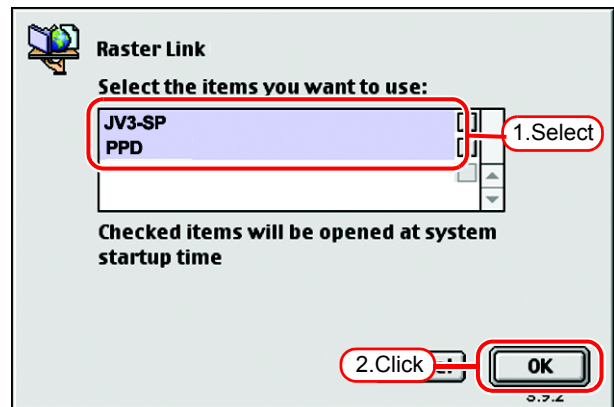 Raster Link
Select the items you want to use:
JV3-SP
PPD
1.Select
Checked items will be opened at system
startup time
2.Click
OK